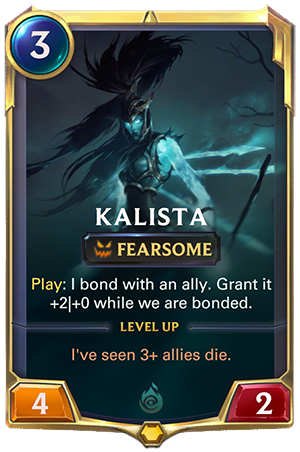 3
KALISTA
FEARSOME
Play: I bond with an ally. Grant it
+2|+0 while we are bonded.
LEVEL UP
I've seen 3+ allies die.
4
2